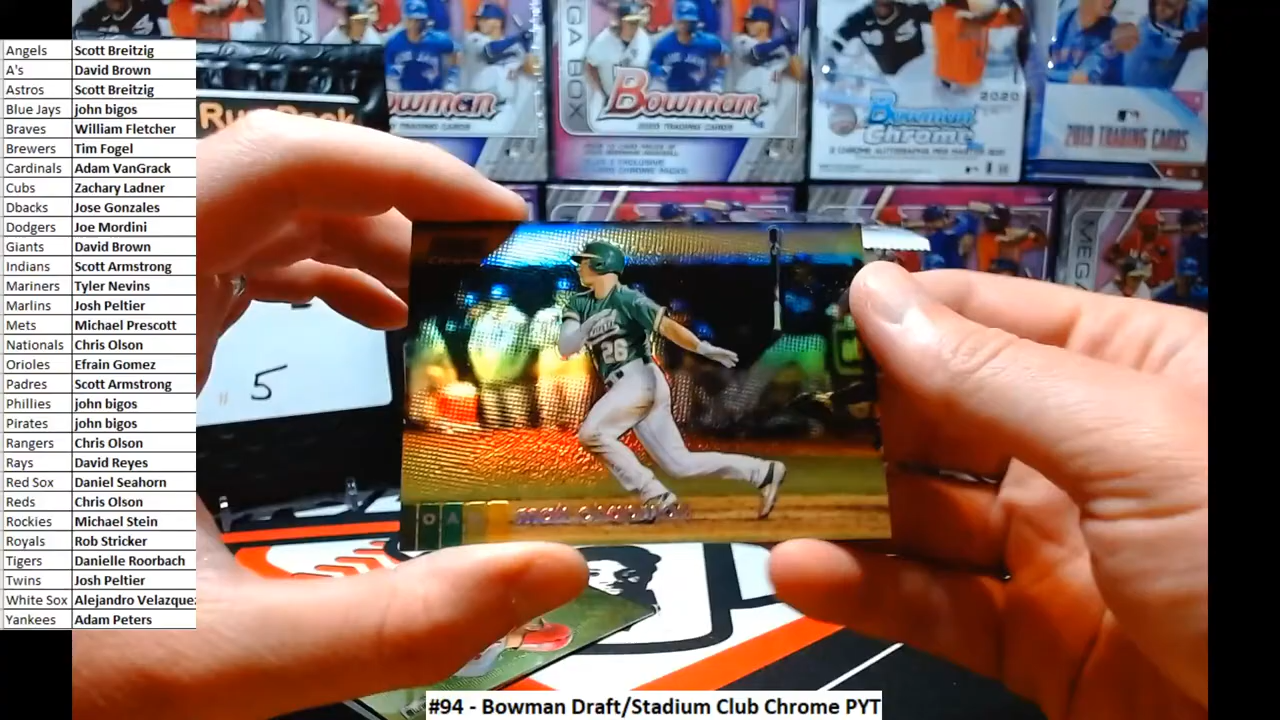 Angels Scott Breitzig
A's David Brown
Astros Scott Breitzig
Blue Jays john bigos
Braves William Fletcher
Brewers Tim Fogel
Cardinals Adam VanGrack
Cubs Zachary Ladner
Dbacks Jose Gonzales
Dodgers Joe Mordini
Giants David Brown
Indians Scott Armstrong
Mariners Tyler Nevins
Marlins Josh Peltier
Mets Michael Prescott
Nationals Chris Olson
Orioles Efrain Gomez
Padres Scott Armstrong
Phillies john bigos
Pirates john bigos
Rangers Chris Olson
Rays David Reyes
Red Sox Daniel Seahorn
Reds Chris Olson
Rockies Michael Stein
Royals Rob Stricker
Tigers Danielle Roorbach
Twins Josh Peltier
White Sox Alejandro Velazquez
Yankees Adam Peters
Bowman
GA BOX
Bowman
2020 TRADING CARDS
2020
Bowman
Chrome
2 CHROME AUTOGRAPHS PER
2019 TRADING CARDS
MEGA
5
26
OA
#94 - Bowman Draft/Stadium Club Chrome PYT